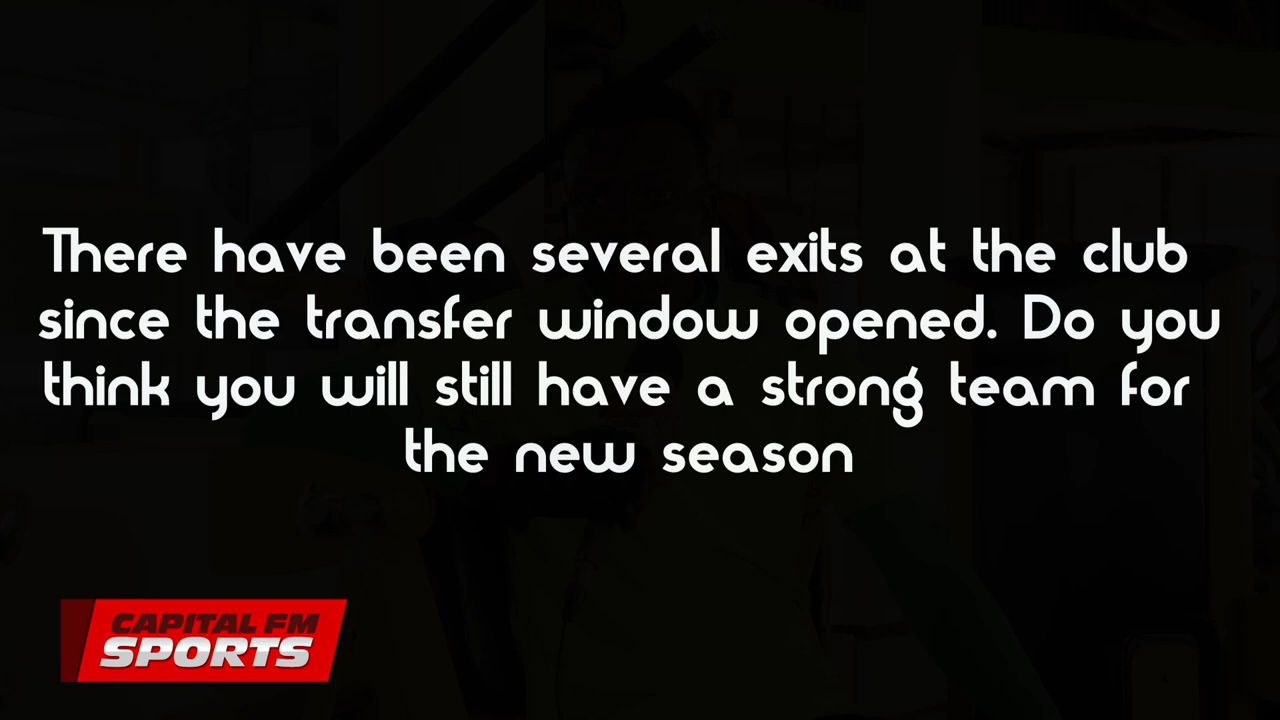 There have been several exits at the club
since the transfer window opened. Do you
think you will still have a strong team for
the new season
CAPITAL FM
SPORTS